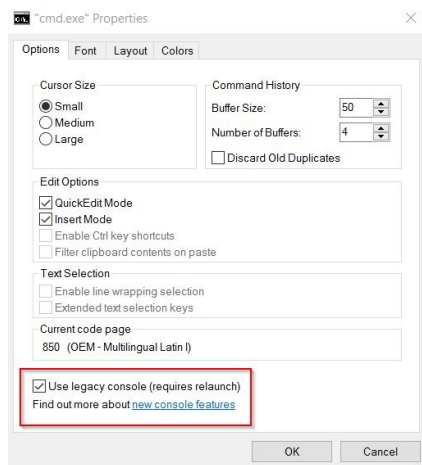 "cmd.exe" Properties
Options Font Layout Colors
Cursor Size
Small
Medium
Large
Command History
Buffer Size: 50
Number of Buffers: 4
Discard Old Duplicates
Edit Options
QuickEdit Mode
Insert Mode
Enable Ctrl key shortcuts
Filter clipboard contents on paste
Text Selection
Enable line wrapping selection
Extended text selection keys
Current code page
850 (OEM - Multilingual Latin I)
Use legacy console (requires relaunch)
Find out more about new console features
OK Cancel